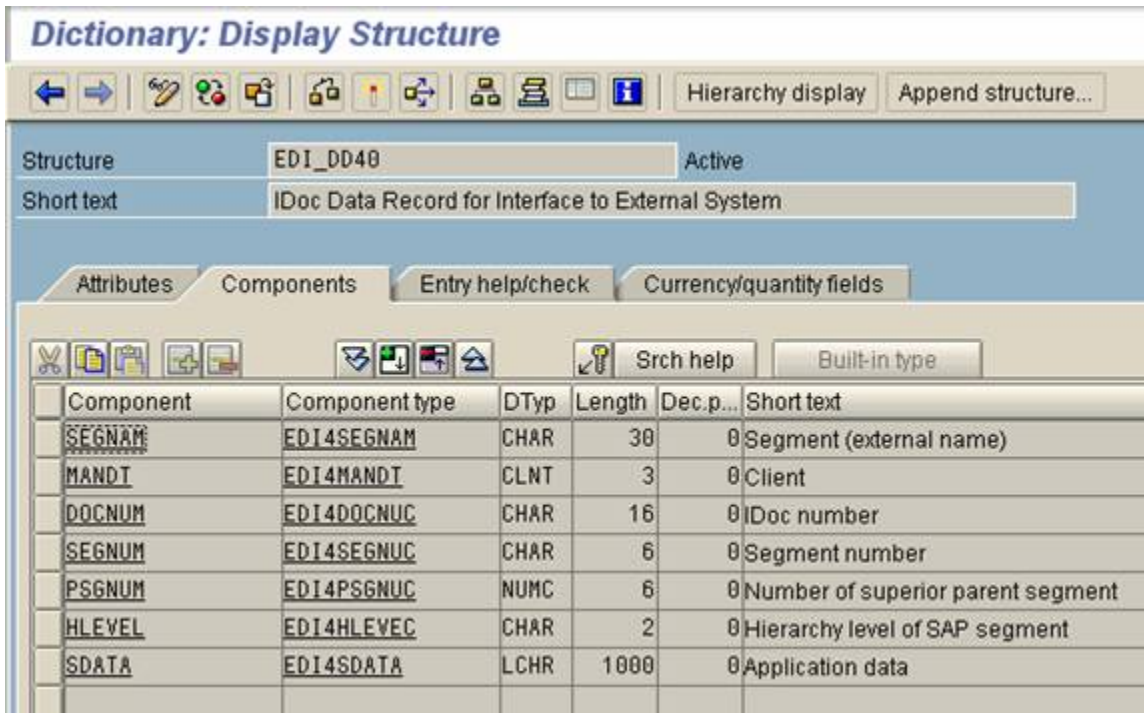 Dictionary: Display Structure
Hierarchy display Append structure...
Structure EDI_DD40 Active
Short text IDoc Data Record for Interface to External System
Attributes Components Entry help/check Currency/quantity fields
Srch help Built-in type
Component Component type DTyp Length Dec.p... Short text
SEGNAM EDI4SEGNAM CHAR 30 0 Segment (external name)
MANDT EDI4MANDT CLNT 3 0 Client
DOCNUM EDI4DOCNUC CHAR 16 0 IDoc number
SEGNUM EDI4SEGNUC CHAR 6 0 Segment number
PSGNUM EDI4PSGNUC NUMC 6 0 Number of superior parent segment
HLEVEL EDI4HLEVEC CHAR 2 0 Hierarchy level of SAP segment
SDATA EDI4SDATA LCHR 1000 0 Application data